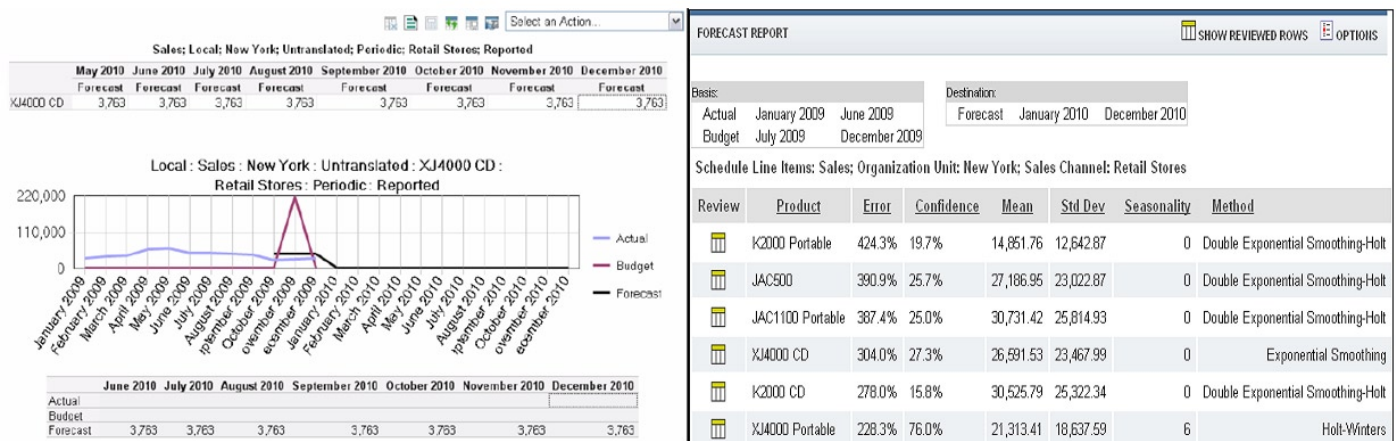 Select an Action...
Sales; Local; New York; Untranslated; Periodic; Retail Stores; Reported
May 2010 June 2010 July 2010 August 2010 September 2010 October 2010 November 2010 December 2010
Forecast Forecast Forecast Forecast Forecast Forecast Forecast Forecast
XJ4000 CD 3,763 3,763 3,763 3,763 3,763 3,763 3,763 3,763
Local : Sales : New York : Untranslated : XJ4000 CD :
Retail Stores : Periodic : Reported
220,000
110,000
0
Actual
Budget
Forecast
January 2009 February 2009 March 2009 April 2009 May 2009 June 2009 July 2009 August 2009 ptember 2009 October 2009 ovember 2009 ecember 2009 January 2010 February 2010 March 2010 April 2010 May 2010 June 2010 July 2010 August 2010 ptember 2010 October 2010 ovember 2010 ecember 2010
June 2010 July 2010 August 2010 September 2010 October 2010 November 2010 December 2010
Actual
Budget
Forecast 3,763 3,763 3,763 3,763 3,763 3,763 3,763
FORECAST REPORT SHOW REVIEWED ROWS OPTIONS
Basis: Destination:
Actual January 2009 June 2009 Forecast January 2010 December 2010
Budget July 2009 December 2009
Schedule Line Items: Sales; Organization Unit: New York; Sales Channel: Retail Stores
Review Product Error Confidence Mean Std Dev Seasonality Method
K2000 Portable 424.3% 19.7% 14,851.76 12,642.87 0 Double Exponential Smoothing-Holt
JAC500 390.9% 25.7% 27,186.95 23,022.87 0 Double Exponential Smoothing-Holt
JAC1100 Portable 387.4% 25.0% 30,731.42 25,814.93 0 Double Exponential Smoothing-Holt
XJ4000 CD 304.0% 27.3% 26,591.53 23,467.99 0 Exponential Smoothing
K2000 CD 278.0% 15.8% 30,525.79 25,322.34 0 Double Exponential Smoothing-Holt
XJ4000 Portable 228.3% 76.0% 21,313.41 18,637.59 6 Holt-Winters